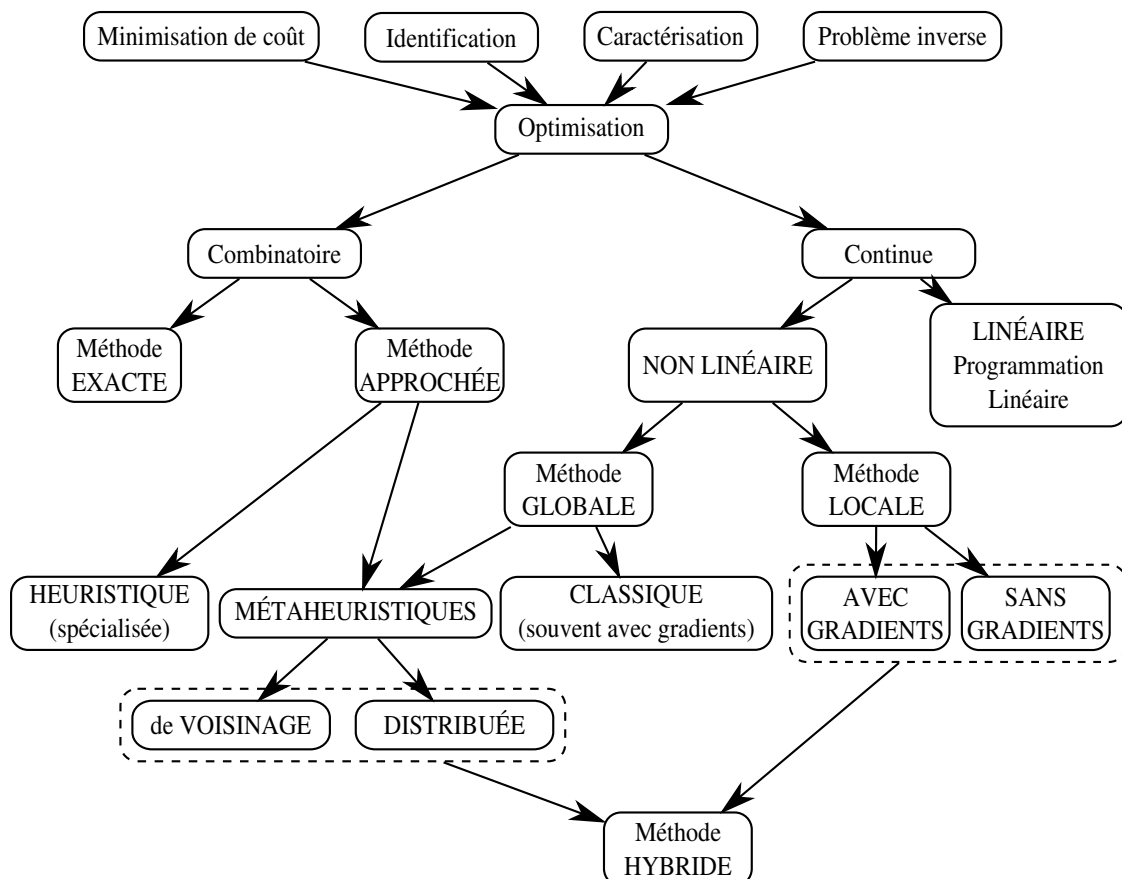 Minimisation de coût
Identification
Caractérisation
Problème inverse
Optimisation
Combinatoire
Continue
Méthode
EXACTE
Méthode
APPROCHÉE
NON LINÉAIRE
LINÉAIRE
Programmation
Linéaire
Méthode
GLOBALE
Méthode
LOCALE
HEURISTIQUE
(spécialisée)
MÉTAHEURISTIQUES
CLASSIQUE
(souvent avec gradients)
AVEC
GRADIENTS
SANS
GRADIENTS
de VOISINAGE
DISTRIBUÉE
Méthode
HYBRIDE